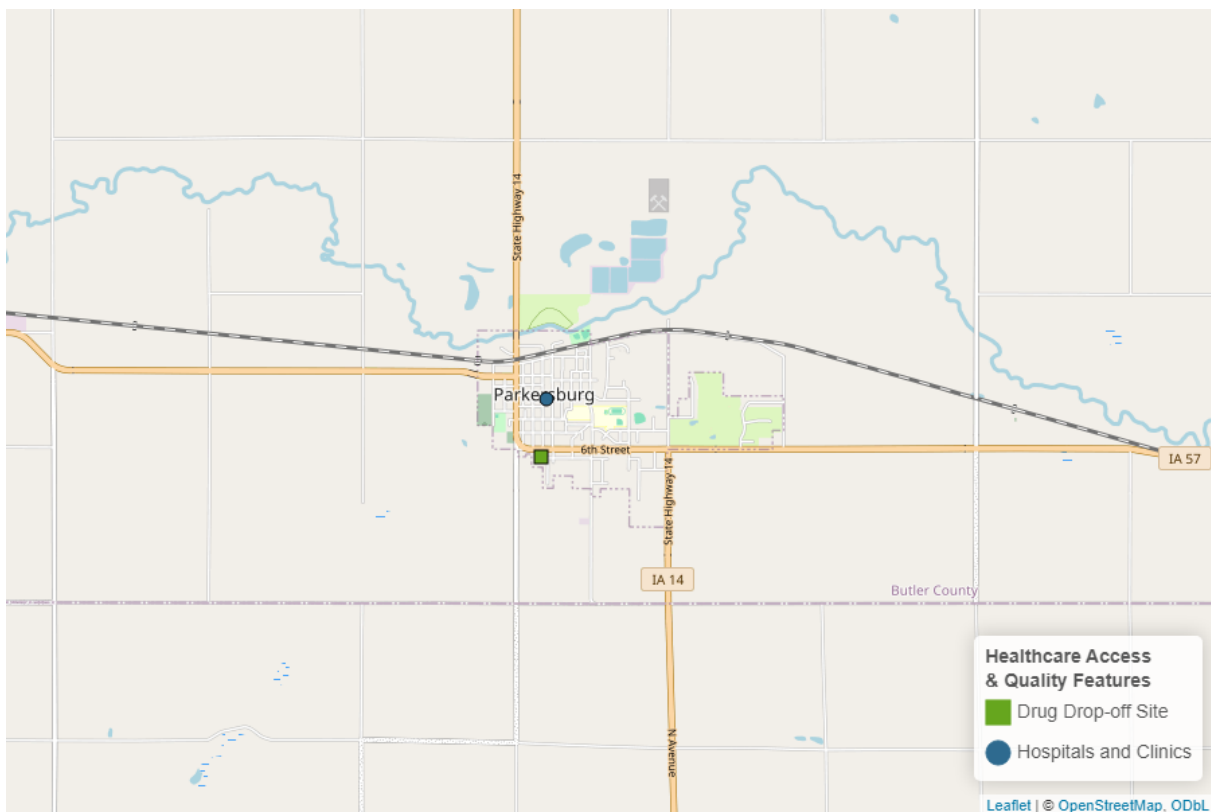 State Highway 14
Parkersburg
6th Street
State Highway 14
IA 57
IA 14
Butler County
N Avenue
Healthcare Access
& Quality Features
Drug Drop-off Site
Hospitals and Clinics
Leaflet | © OpenStreetMap, ODbL